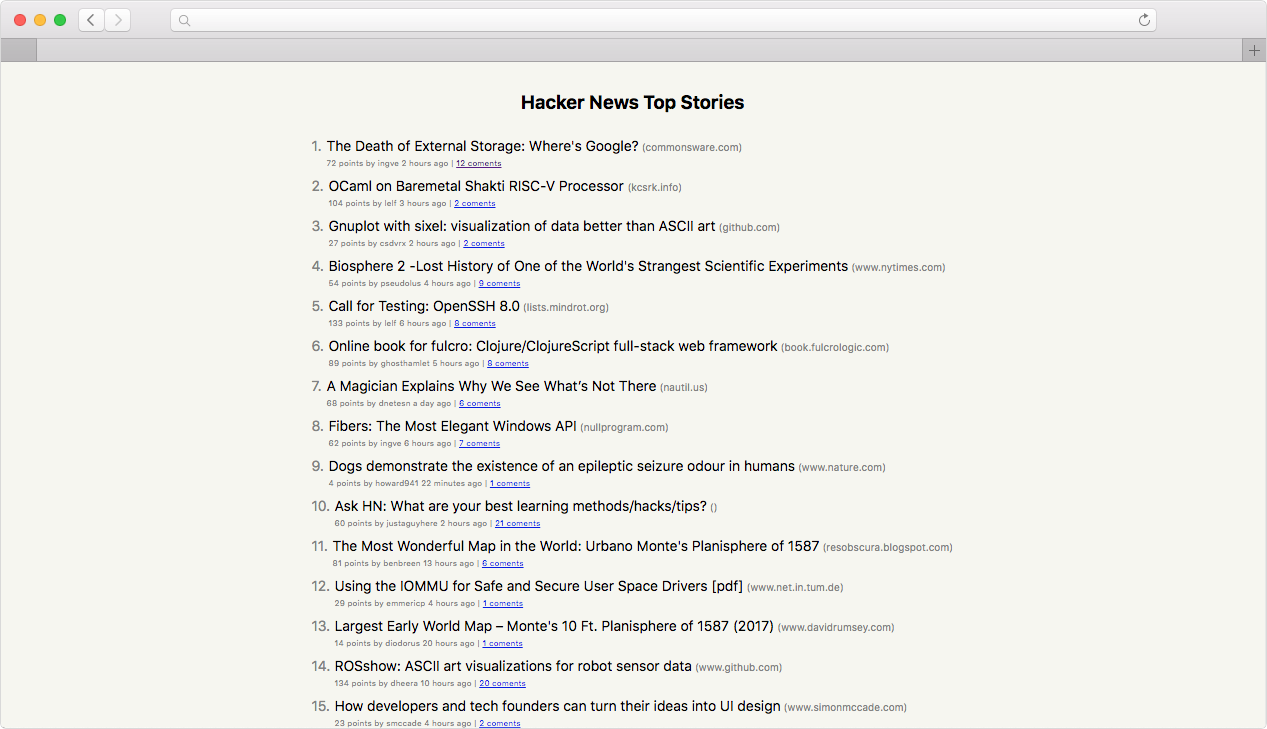 Hacker News Top Stories
1. The Death of External Storage: Where's Google? (commonsware.com)
72 points by ingve 2 hours ago | 12 coments
2. OCaml on Baremetal Shakti RISC-V Processor (kcsrk.info)
104 points by lelf 3 hours ago | 2 coments
3. Gnuplot with sixel: visualization of data better than ASCII art (github.com)
27 points by csdvrx 2 hours ago | 2 coments
4. Biosphere 2 -Lost History of One of the World's Strangest Scientific Experiments (www.nytimes.com)
54 points by pseudolus 4 hours ago | 9 coments
5. Call for Testing: OpenSSH 8.0 (lists.mindrot.org)
133 points by lelf 6 hours ago | 8 coments
6. Online book for fulcro: Clojure/ClojureScript full-stack web framework (book.fulcrologic.com)
89 points by ghosthamlet 5 hours ago | 8 coments
7. A Magician Explains Why We See What’s Not There (nautil.us)
68 points by dnetesn a day ago | 6 coments
8. Fibers: The Most Elegant Windows API (nullprogram.com)
62 points by ingve 6 hours ago | 7 coments
9. Dogs demonstrate the existence of an epileptic seizure odour in humans (www.nature.com)
4 points by howard941 22 minutes ago | 1 coments
10. Ask HN: What are your best learning methods/hacks/tips? ()
60 points by justaguyhere 2 hours ago | 21 coments
11. The Most Wonderful Map in the World: Urbano Monte's Planisphere of 1587 (resobscura.blogspot.com)
81 points by benbreen 13 hours ago | 6 coments
12. Using the IOMMU for Safe and Secure User Space Drivers [pdf] (www.net.in.tum.de)
29 points by emmericp 4 hours ago | 1 coments
13. Largest Early World Map – Monte's 10 Ft. Planisphere of 1587 (2017) (www.davidrumsey.com)
14 points by diodorus 20 hours ago | 1 coments
14. ROSshow: ASCII art visualizations for robot sensor data (www.github.com)
134 points by dheera 10 hours ago | 20 coments
15. How developers and tech founders can turn their ideas into UI design (www.simonmccade.com)
23 points by smccade 4 hours ago | 2 coments